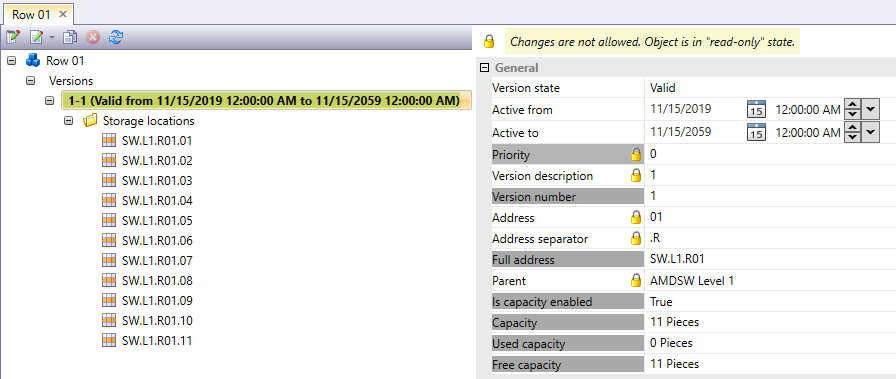 Row 01
Row 01
Versions
1-1 (Valid from 11/15/2019 12:00:00 AM to 11/15/2059 12:00:00 AM)
Storage locations
SW.L1.R01.01
SW.L1.R01.02
SW.L1.R01.03
SW.L1.R01.04
SW.L1.R01.05
SW.L1.R01.06
SW.L1.R01.07
SW.L1.R01.08
SW.L1.R01.09
SW.L1.R01.10
SW.L1.R01.11
Changes are not allowed. Object is in "read-only" state.
General
Version state Valid
Active from 11/15/2019 15 12:00:00 AM
Active to 11/15/2059 15 12:00:00 AM
Priority 0
Version description 1
Version number 1
Address 01
Address separator .R
Full address SW.L1.R01
Parent AMDSW Level 1
Is capacity enabled True
Capacity 11 Pieces
Used capacity 0 Pieces
Free capacity 11 Pieces